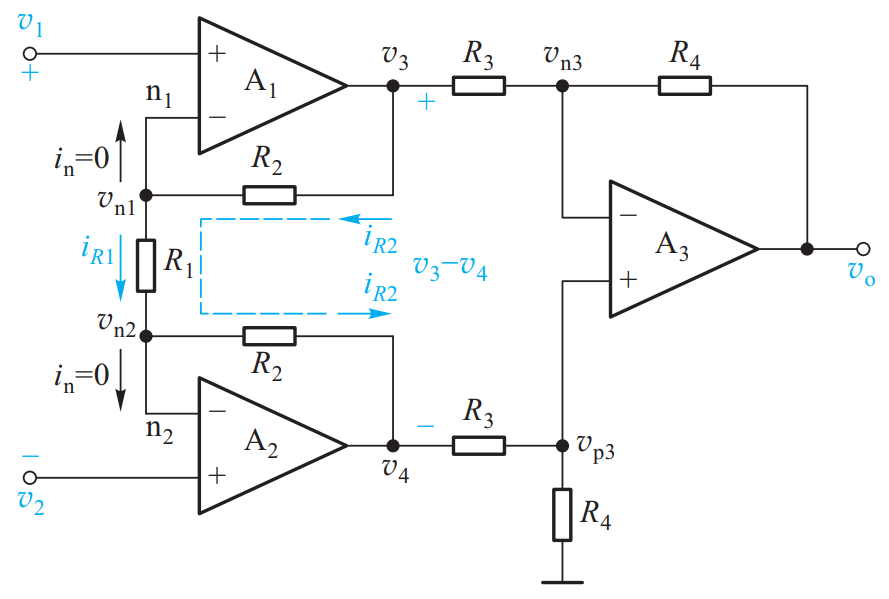 v1
+
+
A1
n1
−
v3
R3
vn3
R4
+
in=0
R2
vn1
iR2
−
A3
+
vo
iR1
R1
v3−v4
iR2
vn2
R2
in=0
−
n2
A2
−
R3
vp3
−
+
v4
v2
R4